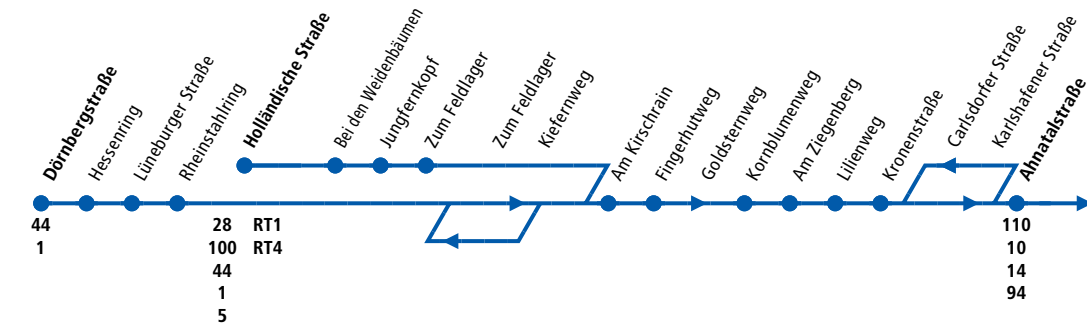 Dörnbergstraße
Hessenring
Lüneburger Straße
Rheinstahlring
Holländische Straße
Bei den Weidenbäumen
Jungfernkopf
Zum Feldlager
Zum Feldlager
Kiefernweg
Am Kirschrain
Fingerhutweg
Goldsternweg
Kornblumenweg
Am Ziegenberg
Lilienweg
Kronenstraße
Carlsdorfer Straße
Karlshafener Straße
Ahnatalstraße
44 28 RT1 110
1 100 RT4 10
44 14
1 94
5